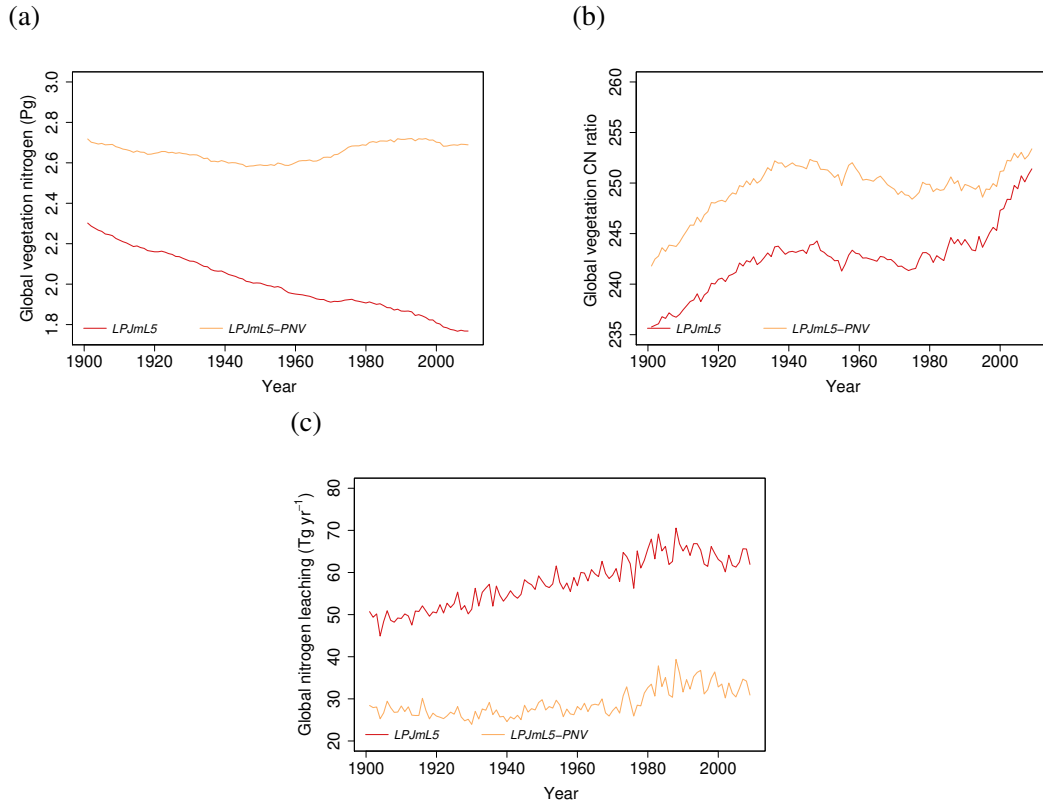 (a)
Global vegetation nitrogen (Pg)
3.0
2.8
2.6
2.4
2.2
2.0
1.8
LPJmL5 LPJmL5−PNV
1900 1920 1940 1960 1980 2000
Year
(b)
Global vegetation CN ratio
260
255
250
245
240
235
LPJmL5 LPJmL5−PNV
1900 1920 1940 1960 1980 2000
Year
(c)
Global nitrogen leaching (Tg yr⁻¹)
80
70
60
50
40
30
20
LPJmL5 LPJmL5−PNV
1900 1920 1940 1960 1980 2000
Year